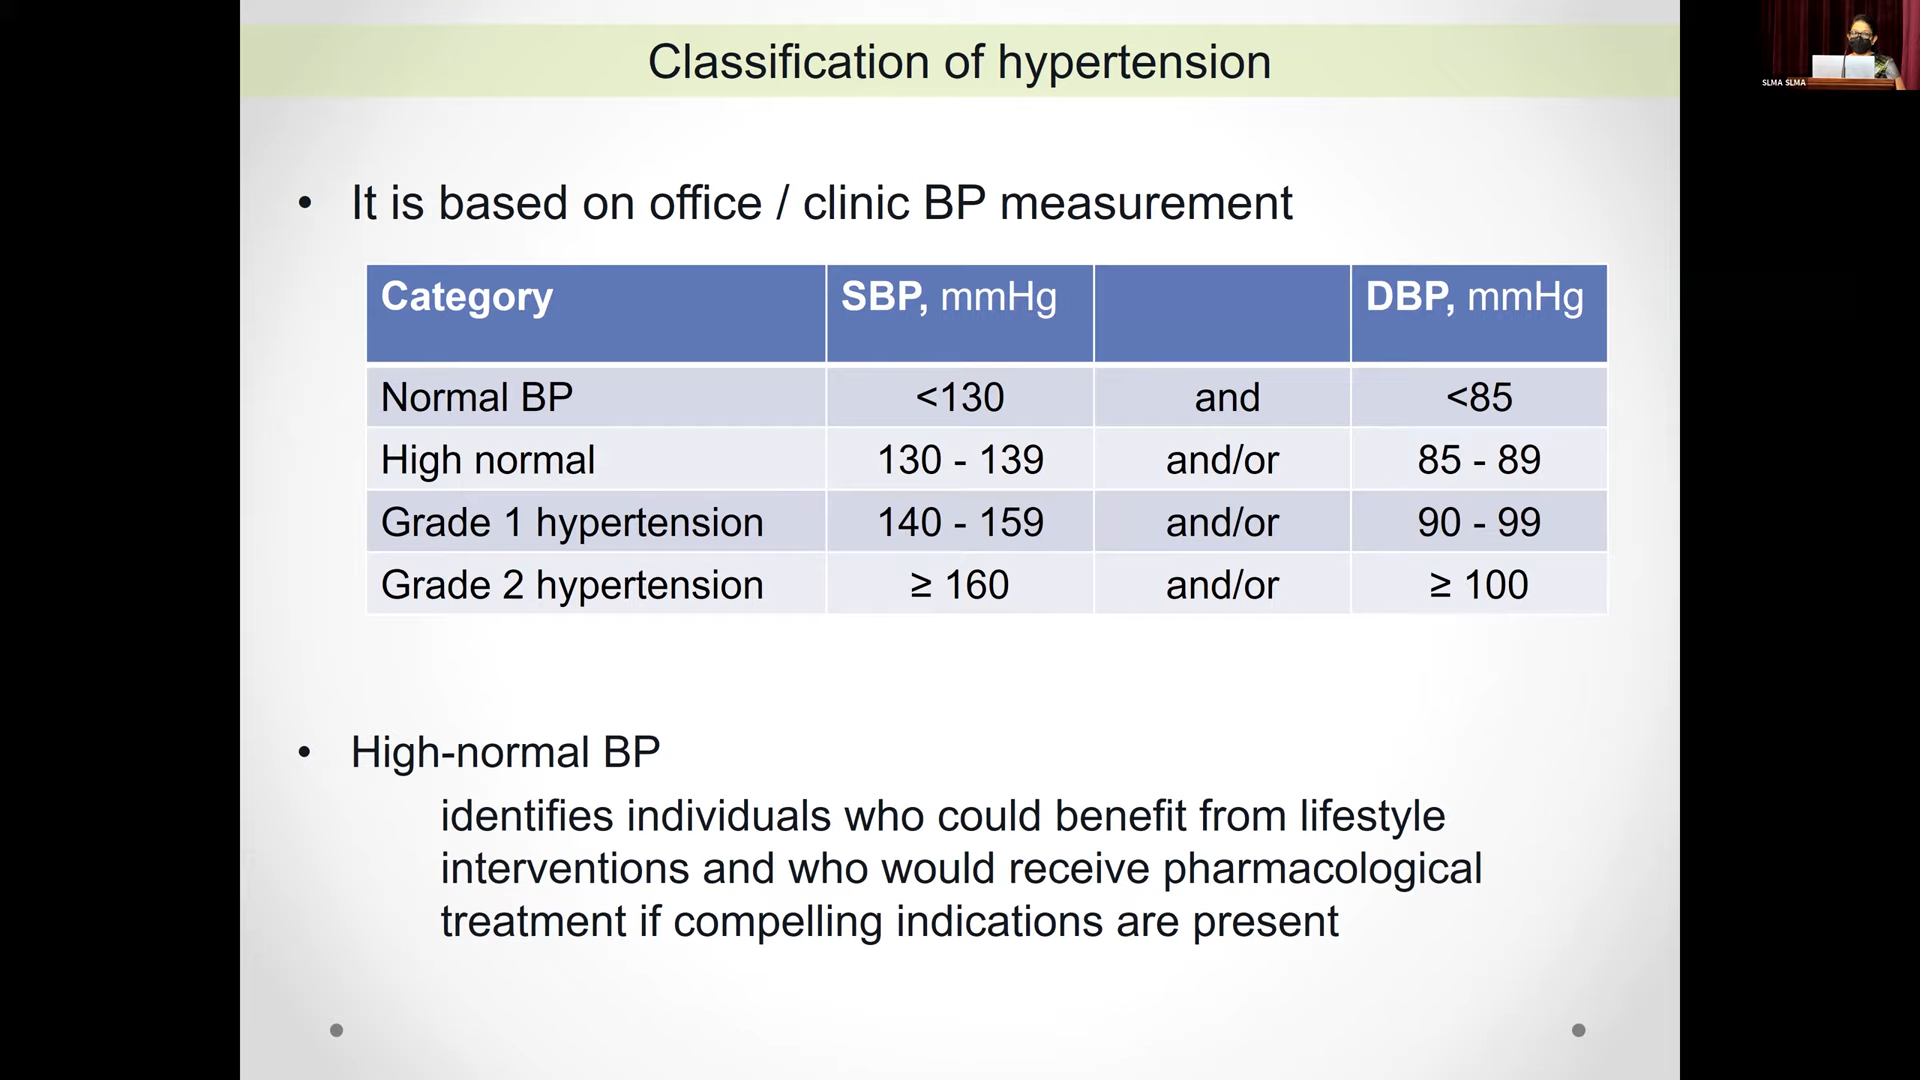 Classification of hypertension
SLMA SLMA
• It is based on office / clinic BP measurement
Category SBP, mmHg DBP, mmHg
Normal BP <130 and <85
High normal 130 - 139 and/or 85 - 89
Grade 1 hypertension 140 - 159 and/or 90 - 99
Grade 2 hypertension ≥ 160 and/or ≥ 100
• High-normal BP
identifies individuals who could benefit from lifestyle
interventions and who would receive pharmacological
treatment if compelling indications are present